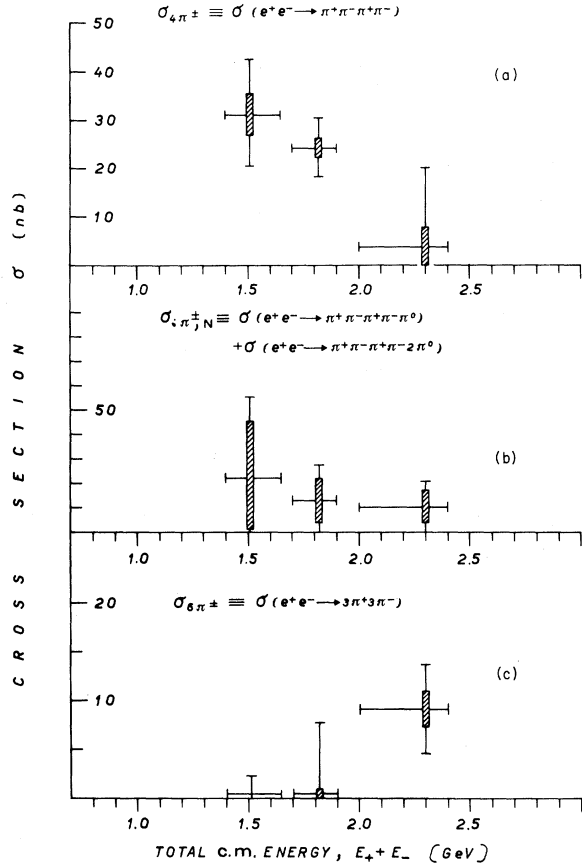 σ4π± ≡ σ (e⁺e⁻ → π⁺π⁻π⁺π⁻)
50
40
30
20
10
(a)
1.0 1.5 2.0 2.5
σ;π±,N ≡ σ (e⁺e⁻ → π⁺π⁻π⁺π⁻π⁰)
+σ (e⁺e⁻ → π⁺π⁻π⁺π⁻2π⁰)
50
(b)
1.0 1.5 2.0 2.5
σ6π± ≡ σ (e⁺e⁻ → 3π⁺3π⁻)
20
10
(c)
1.0 1.5 2.0 2.5
CROSS SECTION σ (nb)
TOTAL c.m. ENERGY, E₊+E₋ [GeV]